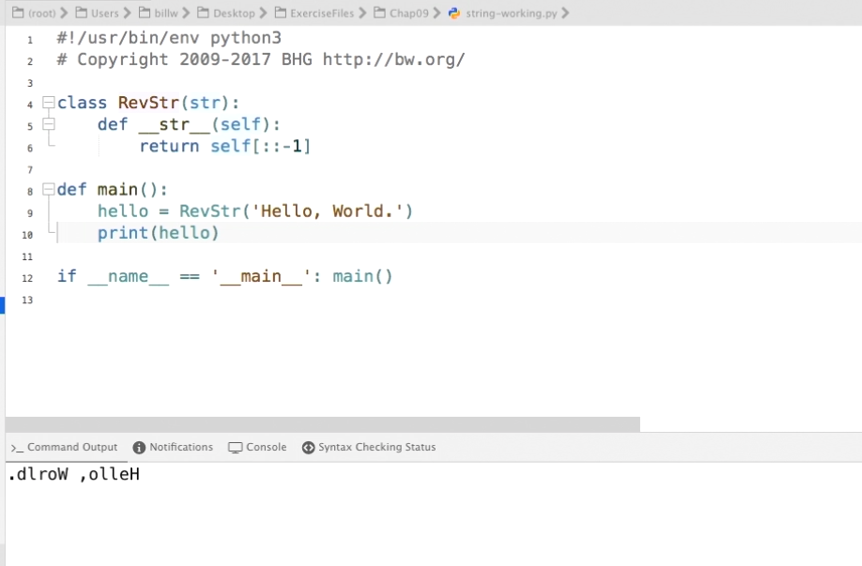 (root) > Users > billw > Desktop > ExerciseFiles > Chap09 > string-working.py >
1 #!/usr/bin/env python3
2 # Copyright 2009-2017 BHG http://bw.org/
3
4 class RevStr(str):
5     def __str__(self):
6         return self[::-1]
7
8 def main():
9     hello = RevStr('Hello, World.')
10     print(hello)
11
12 if __name__ == '__main__': main()
13
>_ Command Output Notifications Console Syntax Checking Status
.dlroW ,olleH